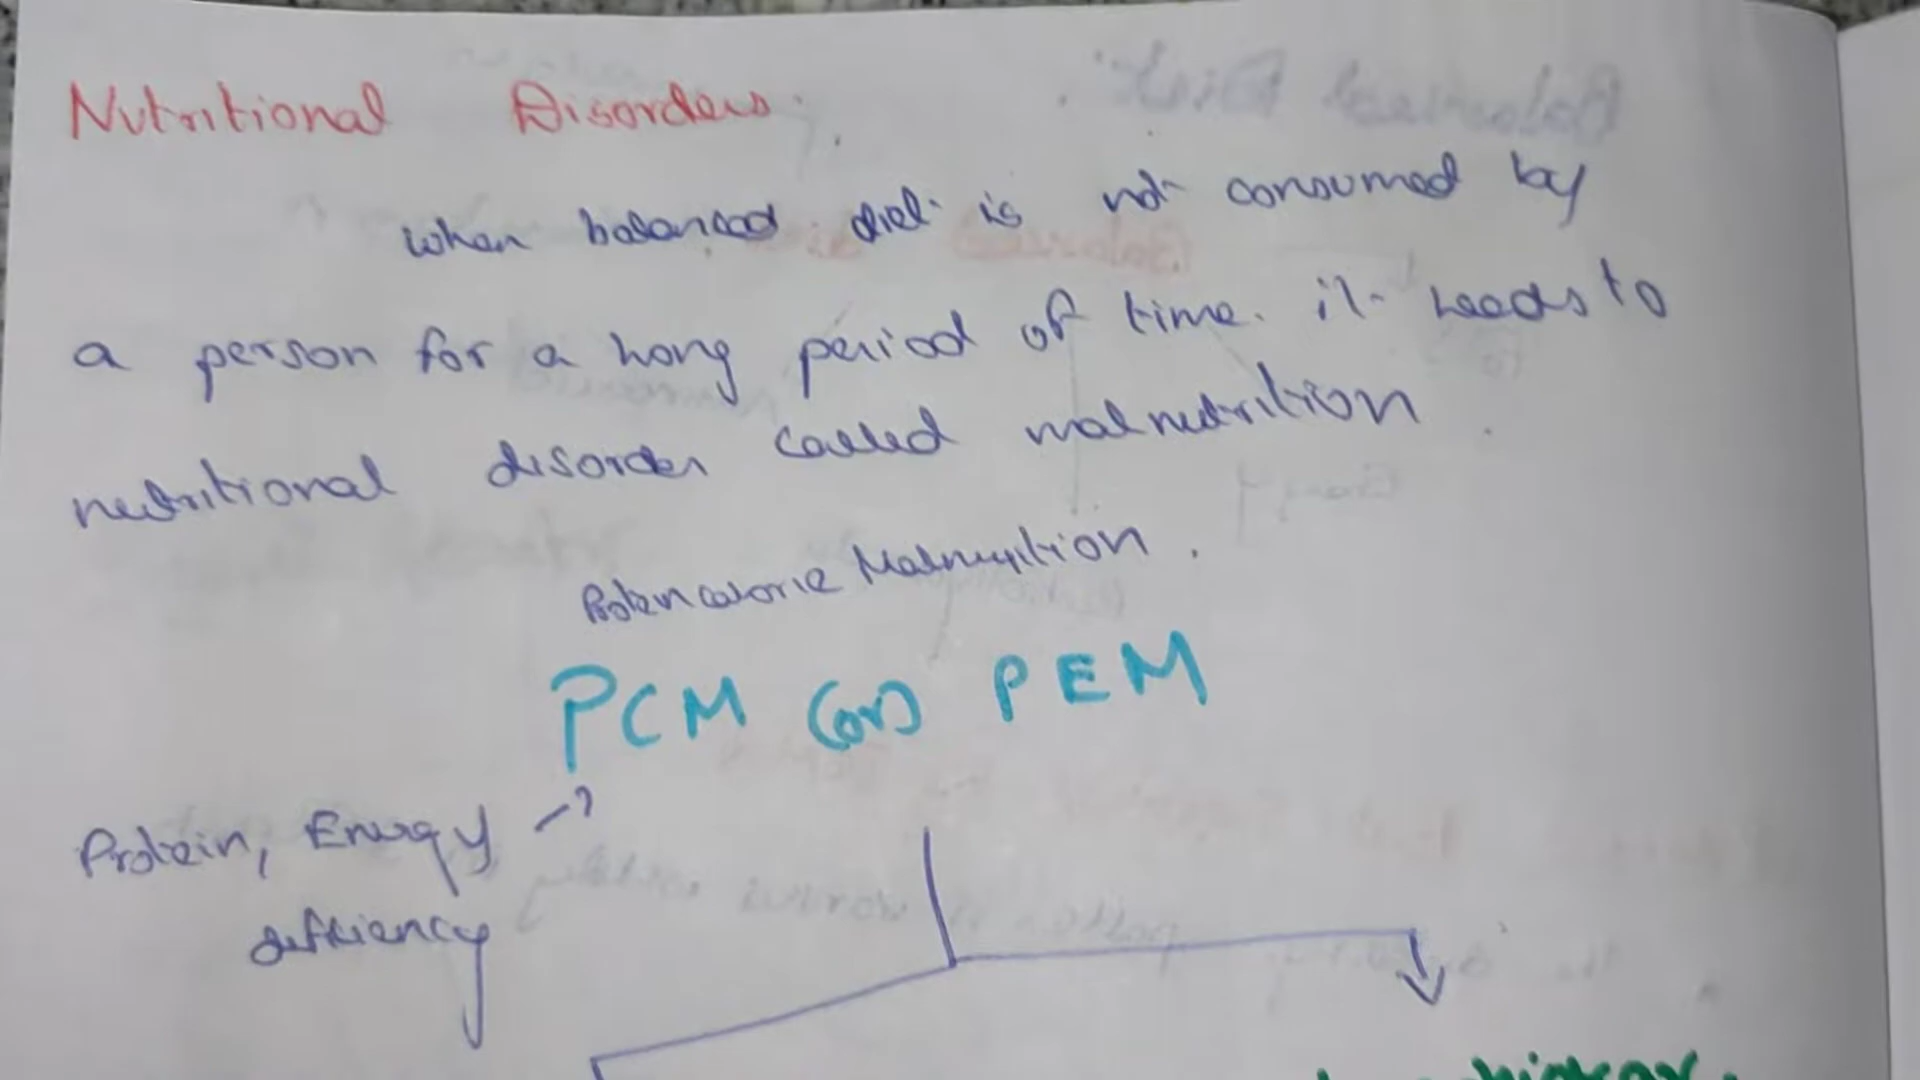 Nutritional Disorders:
when balanced diet is not consumed by
a person for a long period of time. it leads to
nutritional disorder called malnutrition.
Protein calorie Malnutrition.
PCM (or) PEM
Protein, Energy →
deficiency